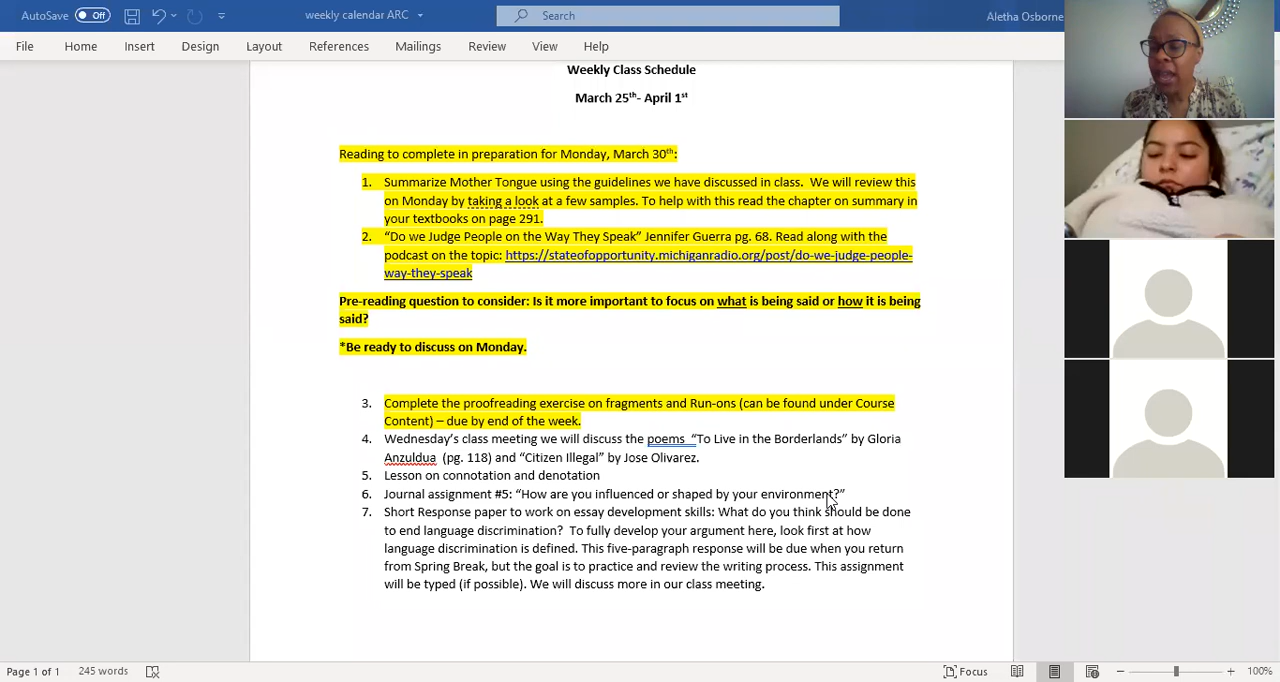 AutoSave Off weekly calendar ARC Search Aletha Osborne
File Home Insert Design Layout References Mailings Review View Help
Weekly Class Schedule
March 25th- April 1st
Reading to complete in preparation for Monday, March 30th:
1. Summarize Mother Tongue using the guidelines we have discussed in class. We will review this
on Monday by taking a look at a few samples. To help with this read the chapter on summary in
your textbooks on page 291.
2. “Do we Judge People on the Way They Speak” Jennifer Guerra pg. 68. Read along with the
podcast on the topic: https://stateofopportunity.michiganradio.org/post/do-we-judge-people-
way-they-speak
Pre-reading question to consider: Is it more important to focus on what is being said or how it is being
said?
*Be ready to discuss on Monday.
3. Complete the proofreading exercise on fragments and Run-ons (can be found under Course
Content) – due by end of the week.
4. Wednesday’s class meeting we will discuss the poems “To Live in the Borderlands” by Gloria
Anzuldua (pg. 118) and “Citizen Illegal” by Jose Olivarez.
5. Lesson on connotation and denotation
6. Journal assignment #5: “How are you influenced or shaped by your environment?”
7. Short Response paper to work on essay development skills: What do you think should be done
to end language discrimination? To fully develop your argument here, look first at how
language discrimination is defined. This five-paragraph response will be due when you return
from Spring Break, but the goal is to practice and review the writing process. This assignment
will be typed (if possible). We will discuss more in our class meeting.
Page 1 of 1 245 words Focus 100%